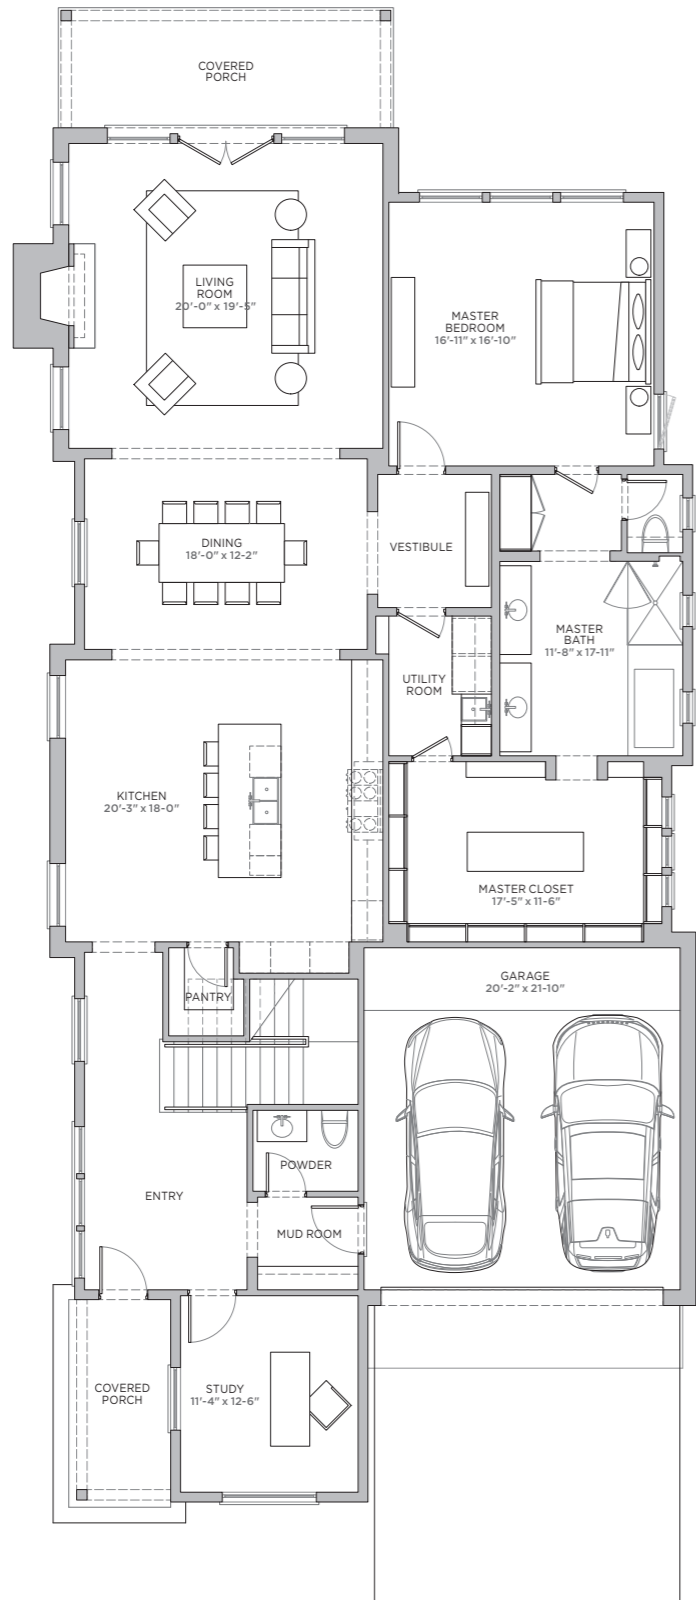 COVERED
PORCH
LIVING
ROOM
20'-0" x 19'-5"
MASTER
BEDROOM
16'-11" x 16'-10"
DINING
18'-0" x 12'-2"
VESTIBULE
MASTER
BATH
11'-8" x 17'-11"
UTILITY
ROOM
KITCHEN
20'-3" x 18'-0"
MASTER CLOSET
17'-5" x 11'-6"
GARAGE
20'-2" x 21'-10"
PANTRY
POWDER
ENTRY
MUD ROOM
COVERED
PORCH
STUDY
11'-4" x 12'-6"